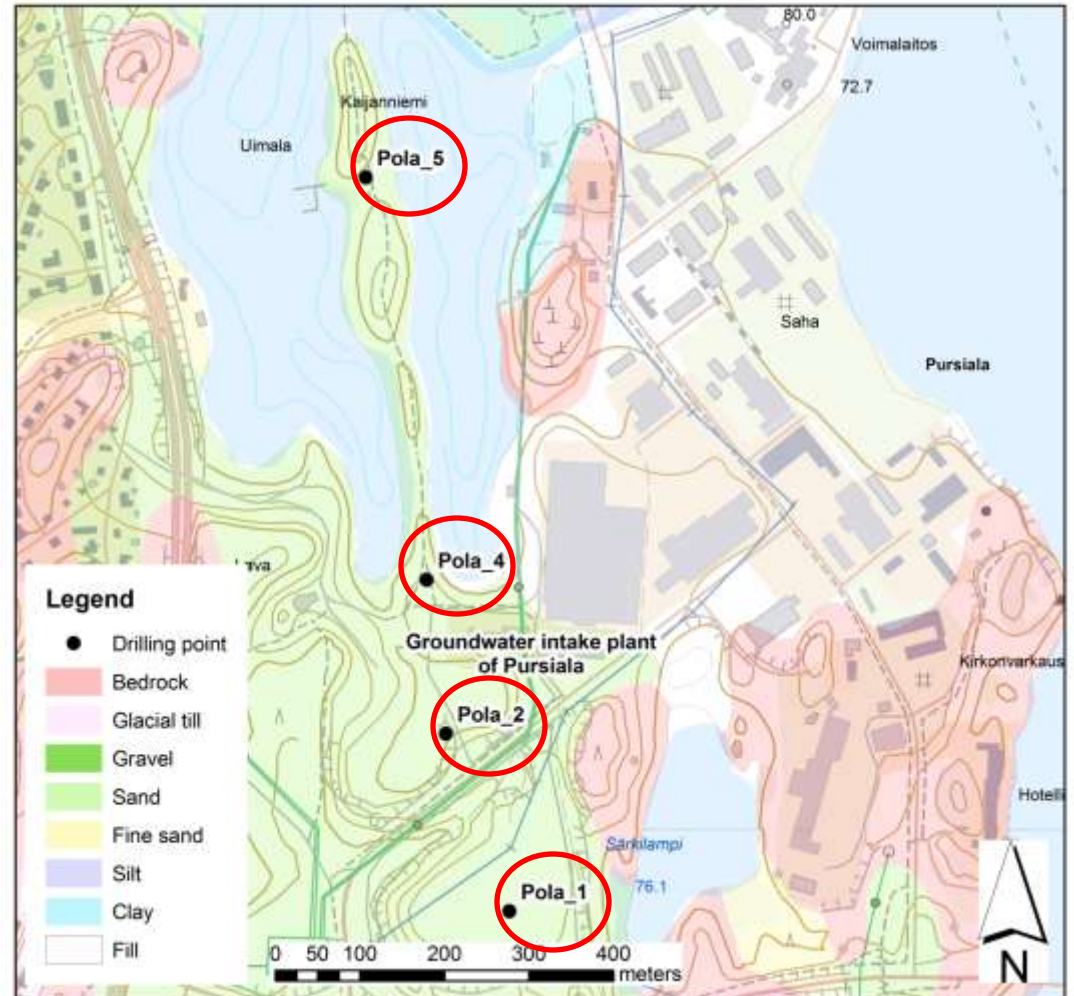 80.0
Voimalaitos
72.7
Kaijanniemi
Uimala
Pola_5
Saha
Pursiala
Pola_4
Groundwater intake plant
of Pursiala
Kirkonvarkaus
Pola_2
Hotelli
Särkilampi
76.1
Pola_1
Legend
Drilling point
Bedrock
Glacial till
Gravel
Sand
Fine sand
Silt
Clay
Fill
0 50 100 200 300 400
meters
N